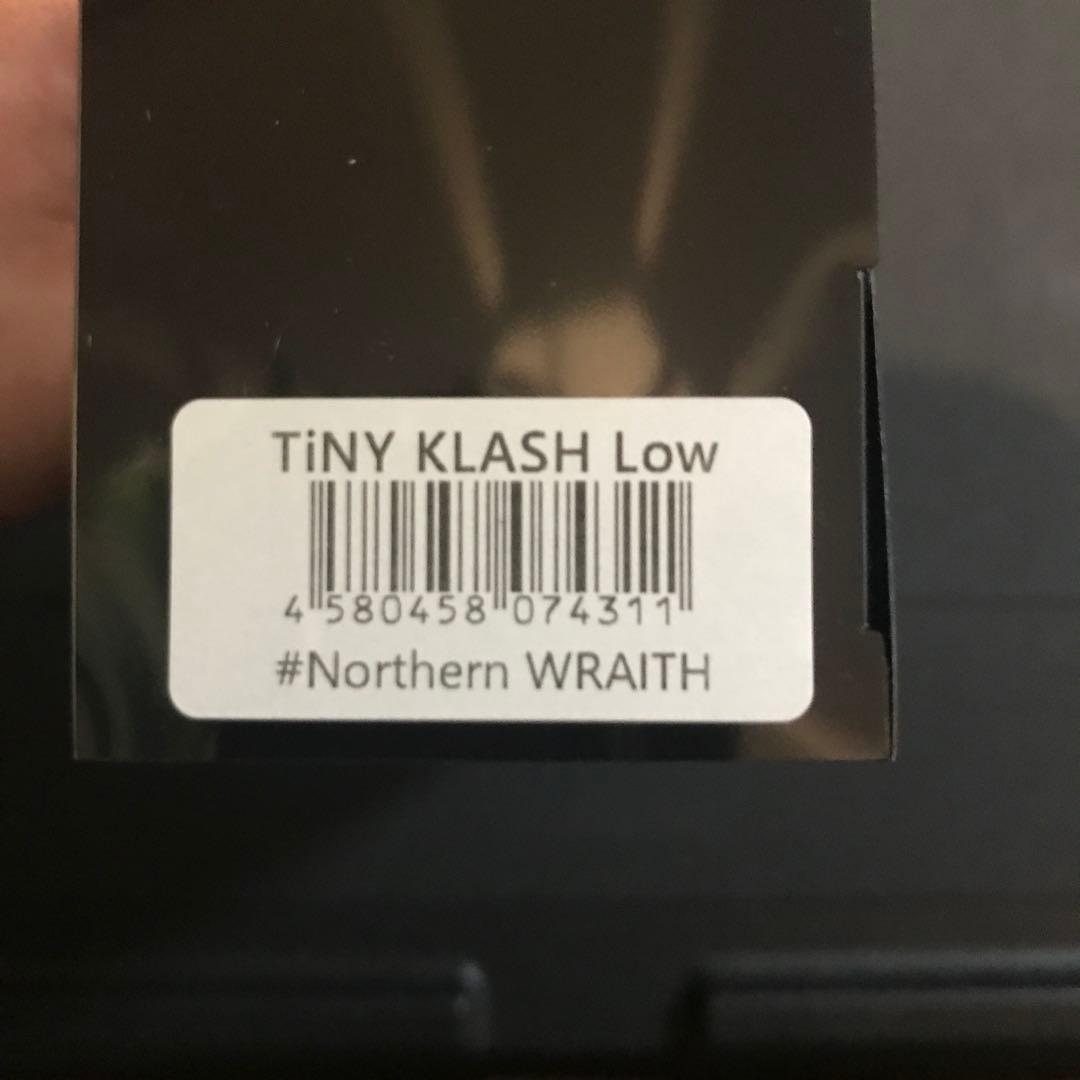 TiNY KLASH Low
4 580458 074311
#Northern WRAITH